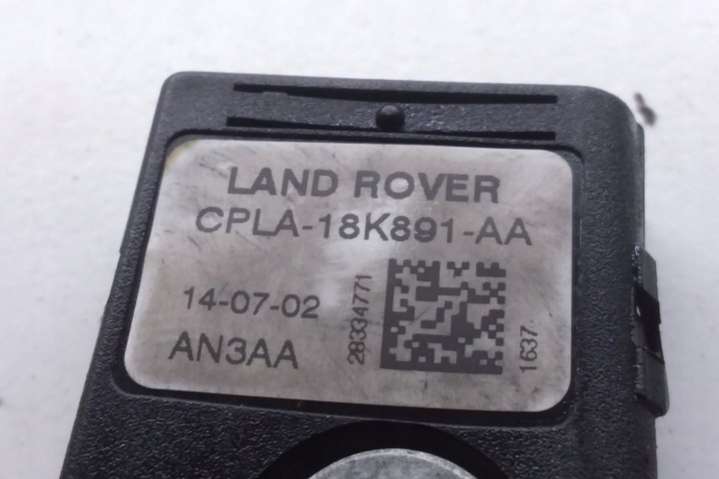 LAND ROVER
CPLA-18K891-AA
14-07-02
AN3AA
28334771
1637